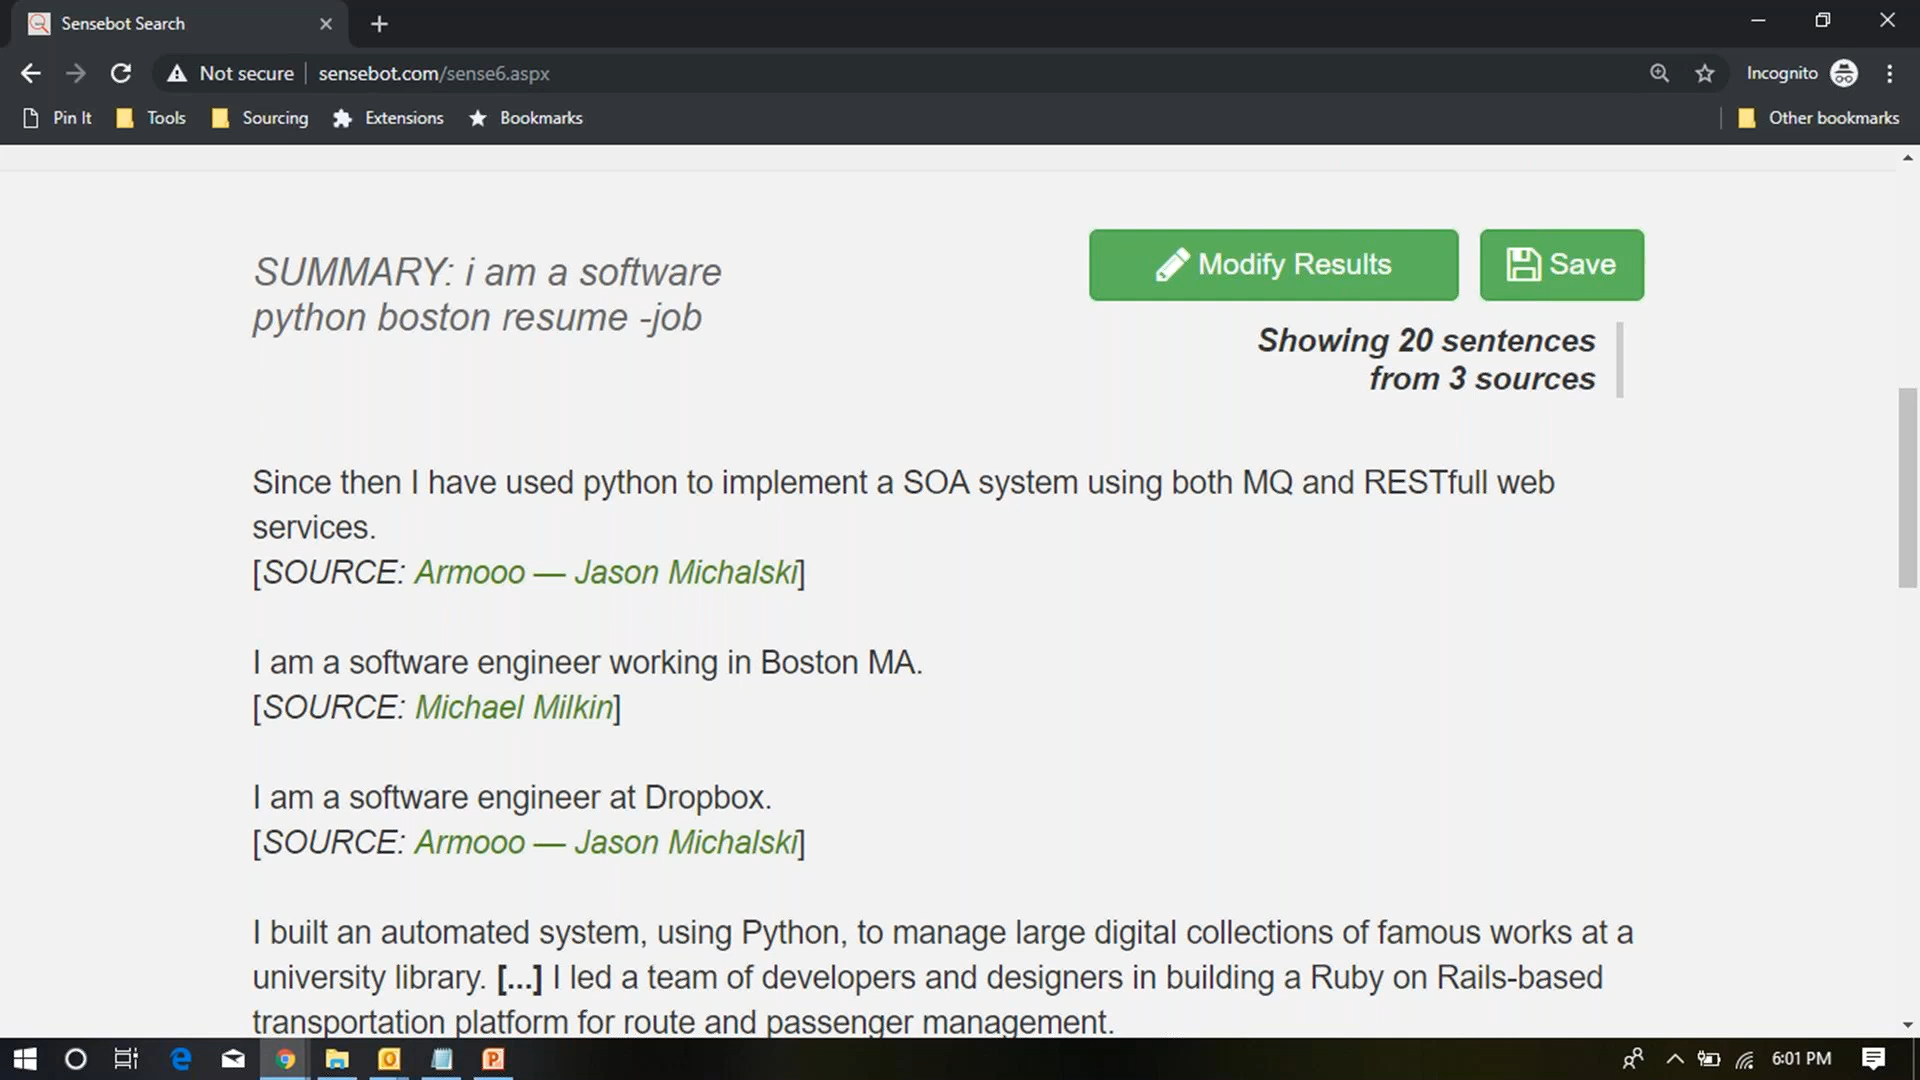 Sensebot Search
Not secure sensebot.com/sense6.aspx Incognito
Pin It Tools Sourcing Extensions Bookmarks Other bookmarks
SUMMARY: i am a software
python boston resume -job
Modify Results Save
Showing 20 sentences
from 3 sources
Since then I have used python to implement a SOA system using both MQ and RESTfull web
services.
[SOURCE: Armooo — Jason Michalski]
I am a software engineer working in Boston MA.
[SOURCE: Michael Milkin]
I am a software engineer at Dropbox.
[SOURCE: Armooo — Jason Michalski]
I built an automated system, using Python, to manage large digital collections of famous works at a
university library. [...] I led a team of developers and designers in building a Ruby on Rails-based
transportation platform for route and passenger management.
6:01 PM